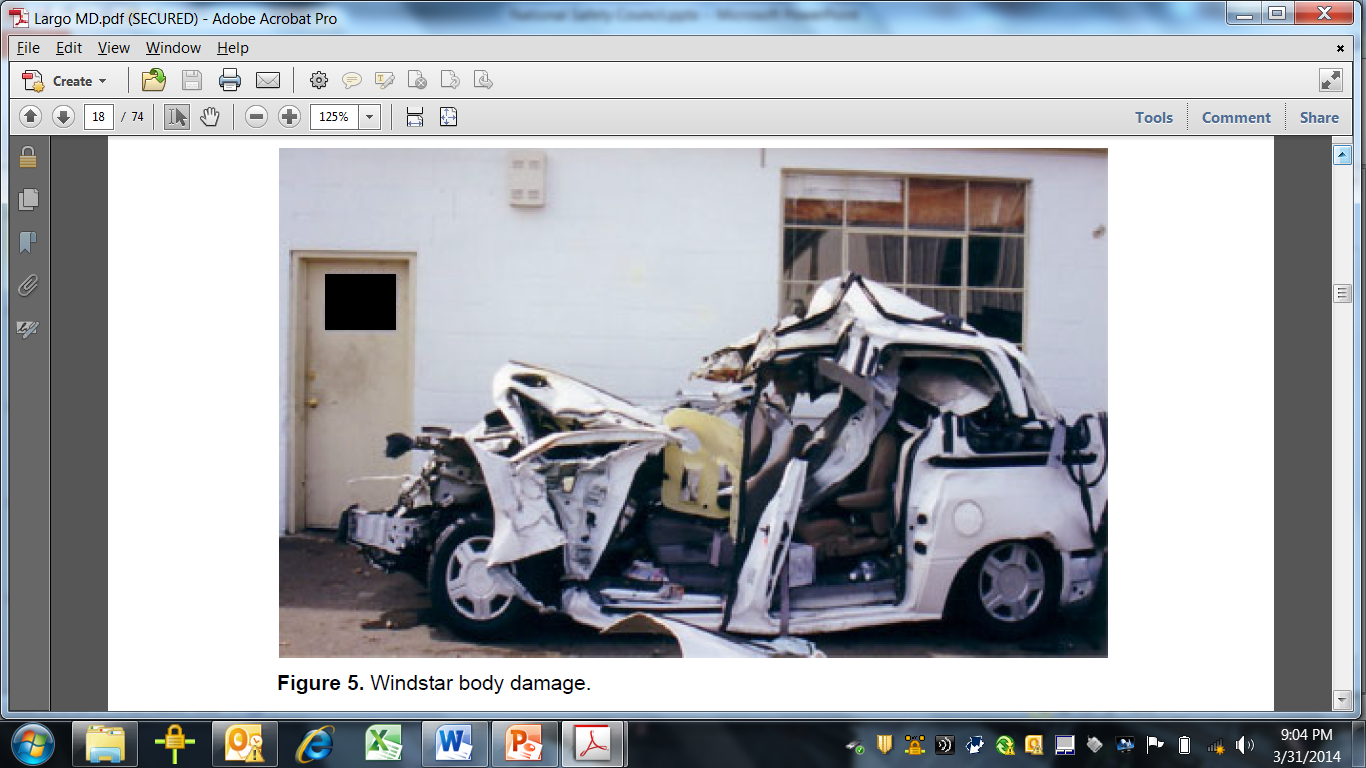 Largo MD.pdf (SECURED) - Adobe Acrobat Pro
File Edit View Window Help
Create
18 / 74 125% Tools Comment Share
Figure 5. Windstar body damage.
9:04 PM
3/31/2014